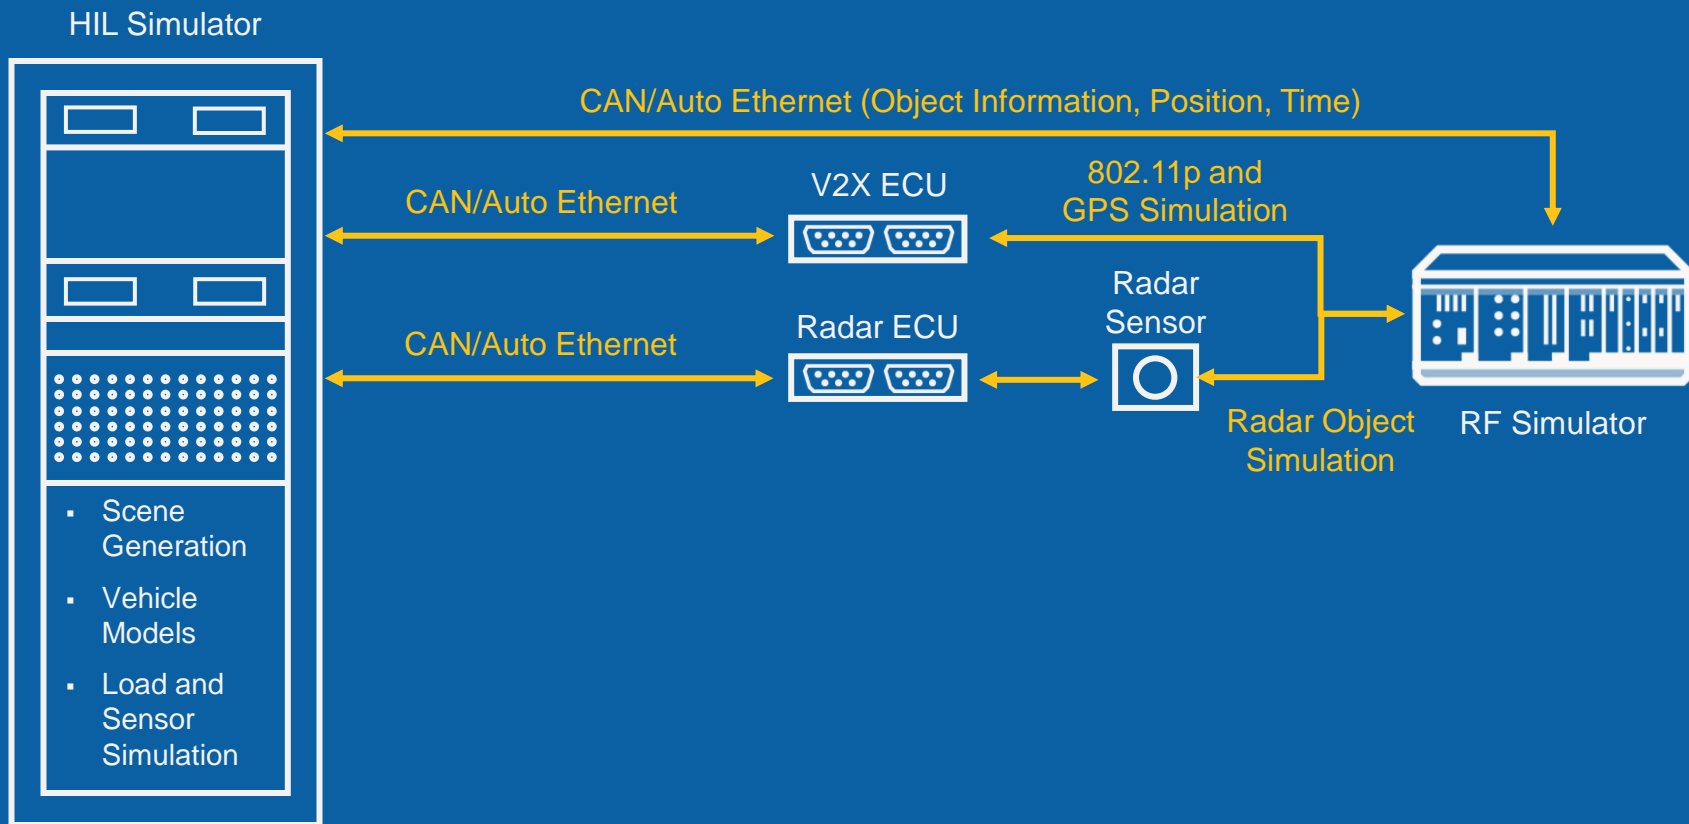 HIL Simulator
CAN/Auto Ethernet (Object Information, Position, Time)
CAN/Auto Ethernet
V2X ECU
802.11p and
GPS Simulation
Radar
Sensor
CAN/Auto Ethernet
Radar ECU
Radar Object
Simulation
RF Simulator
▪ Scene
Generation
▪ Vehicle
Models
▪ Load and
Sensor
Simulation